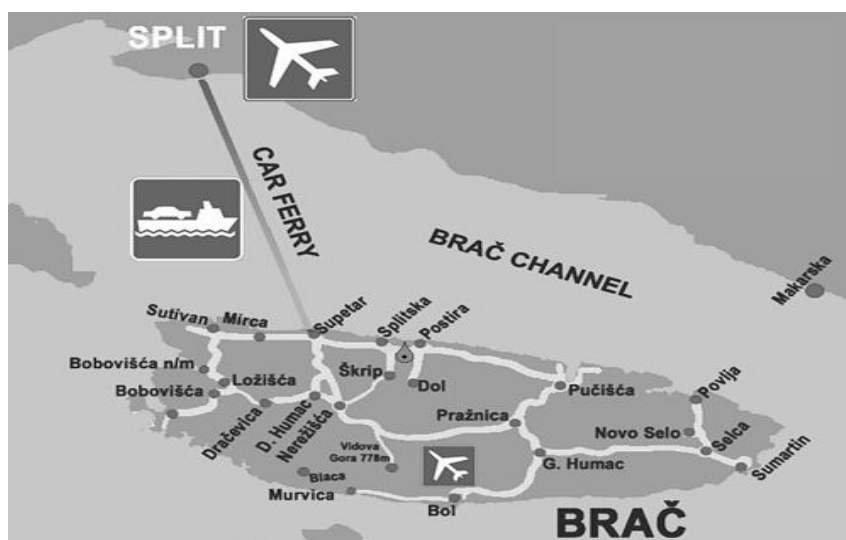 SPLIT
CAR FERRY
BRAČ CHANNEL
Makarska
Sutivan
Mirca
Supetar
Splitska
Postira
Bobovišća n/m
Bobovišća
Ložišća
Škrip
Dol
Pučišća
Povlja
Dračevica
D. Humac
Nerežišća
Pražnica
Novo Selo
Selca
Sumartin
Vidova
Gora 778m
Blaca
G. Humac
Murvica
Bol
BRAČ